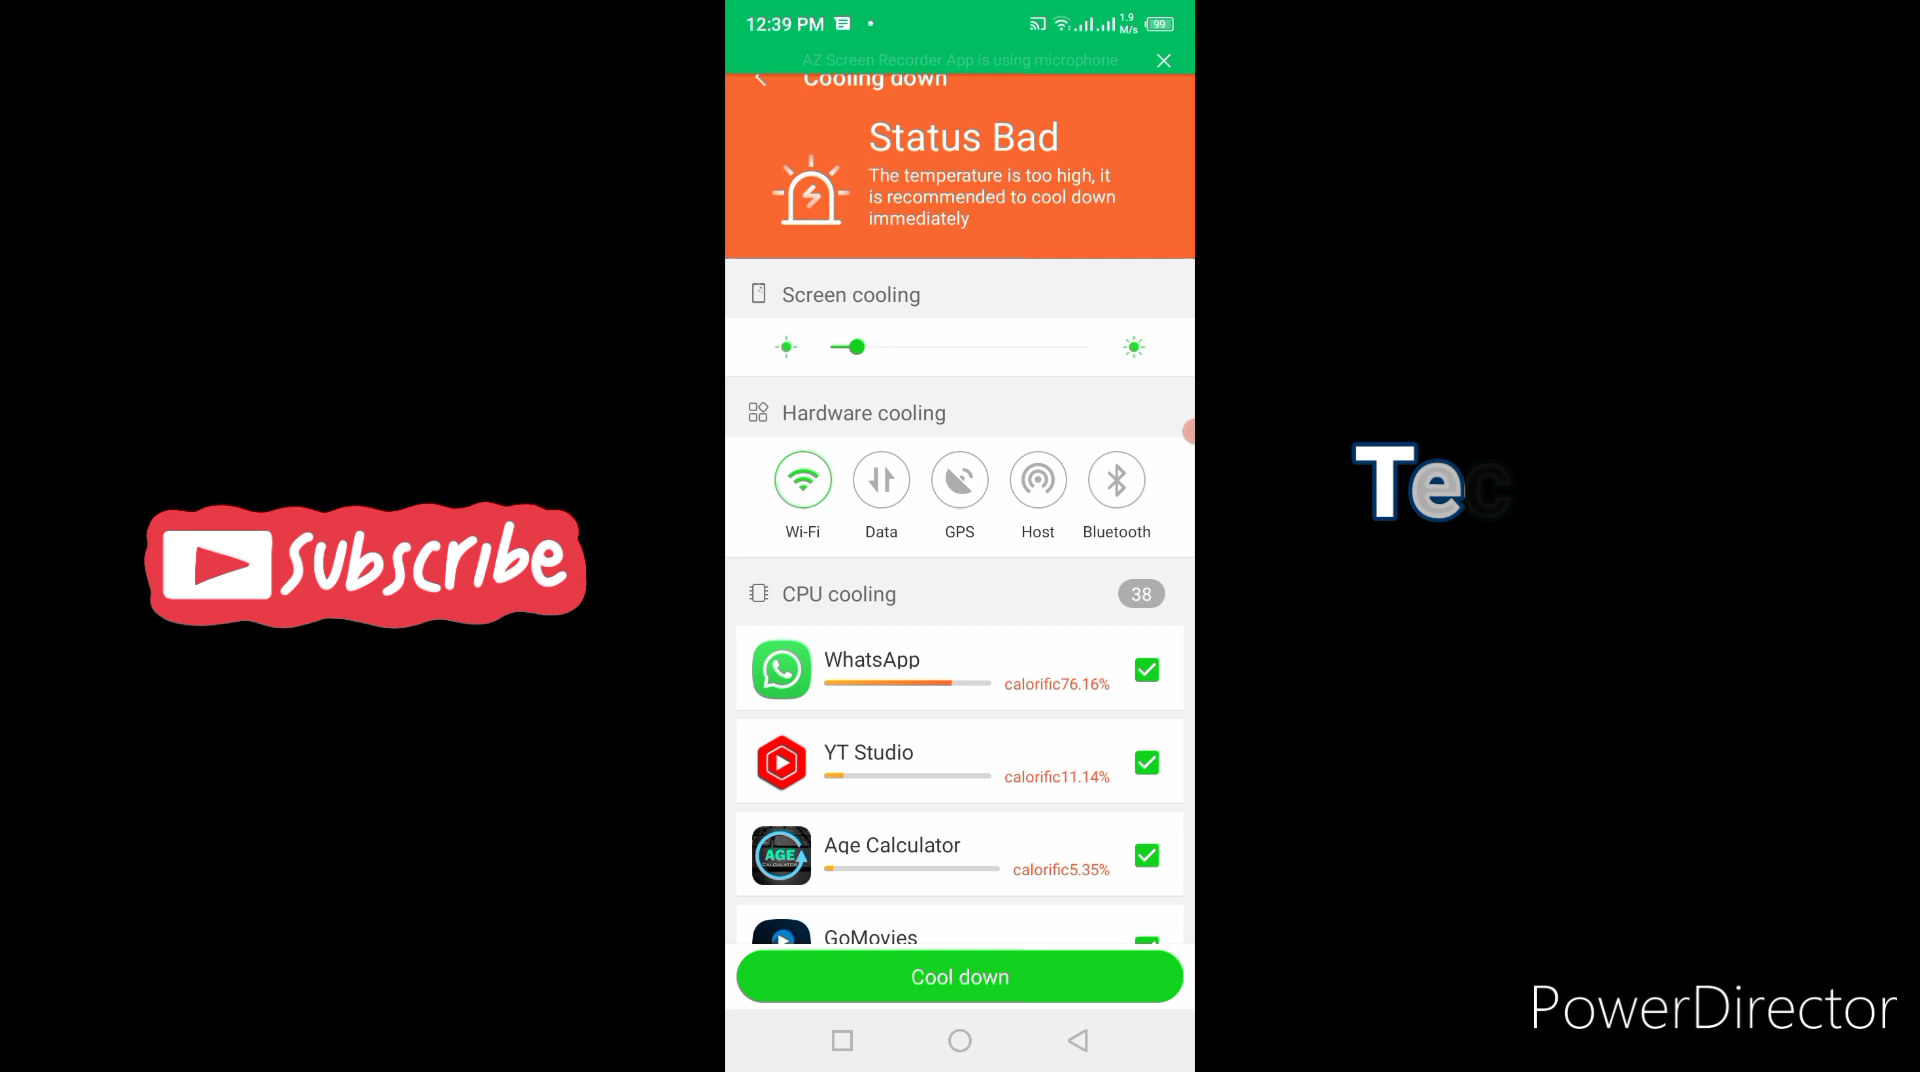 12:39 PM
1.9
M/s
99
AZ Screen Recorder App is using microphone
Cooling down
Status Bad
The temperature is too high, it
is recommended to cool down
immediately
Screen cooling
Hardware cooling
Wi-Fi
Data
GPS
Host
Bluetooth
CPU cooling
38
WhatsApp
calorific76.16%
YT Studio
calorific11.14%
AGE
CALCULATOR
Age Calculator
calorific5.35%
GoMovies
Cool down
Subscribe
Tec
PowerDirector